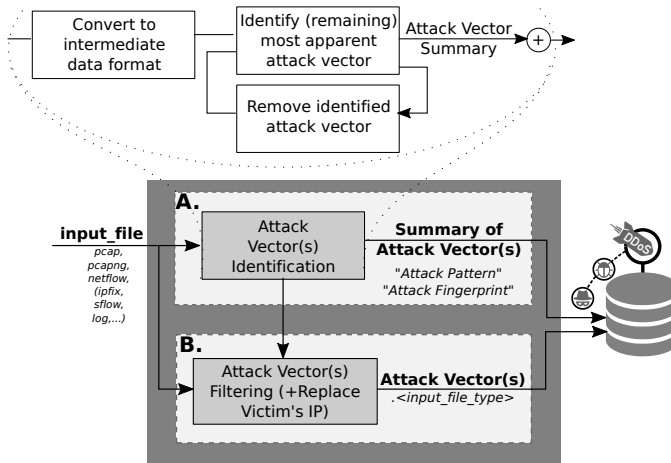 Convert to
intermediate
data format
Identify (remaining)
most apparent
attack vector
Attack Vector
Summary
+
Remove identified
attack vector
A.
input_file
pcap,
pcapng,
netflow,
(ipfix,
sflow,
log,...)
Attack
Vector(s)
Identification
Summary of
Attack Vector(s)
"Attack Pattern"
"Attack Fingerprint"
DDoS
B.
Attack Vector(s)
Filtering (+Replace
Victim's IP)
Attack Vector(s)
.<input_file_type>